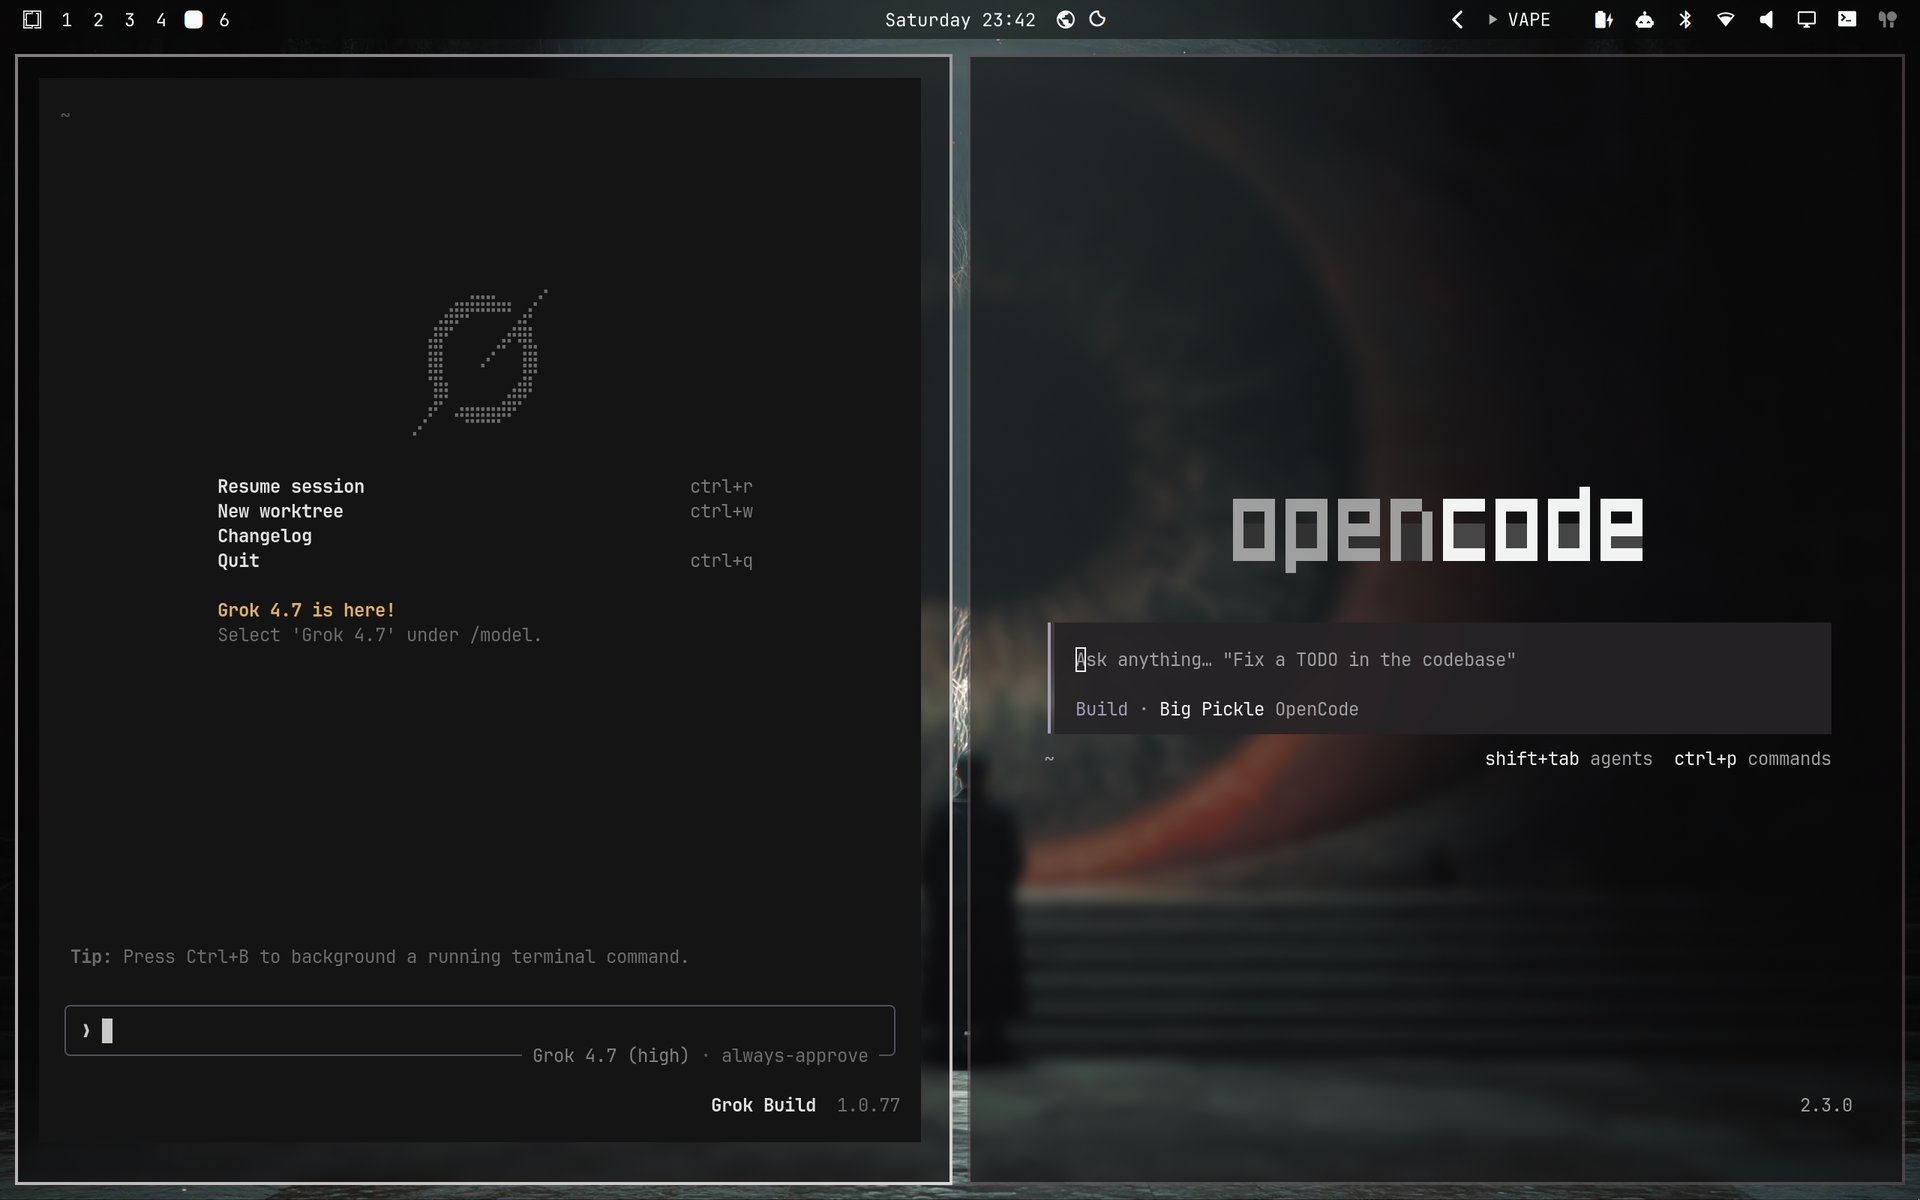 1 2 3 4 6
Saturday 23:42
VAPE
~
Resume session ctrl+r
New worktree ctrl+w
Changelog
Quit ctrl+q
Grok 4.7 is here!
Select 'Grok 4.7' under /model.
Tip: Press Ctrl+B to background a running terminal command.
❯
Grok 4.7 (high) · always-approve
Grok Build 1.0.77
opencode
Ask anything… "Fix a TODO in the codebase"
Build · Big Pickle OpenCode
~ shift+tab agents ctrl+p commands
2.3.0